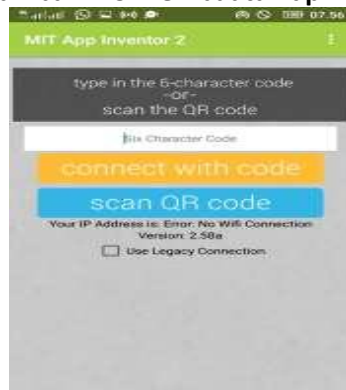 07.56
MIT App Inventor 2
type in the 6-character code
-or-
scan the QR code
Six Character Code
connect with code
scan QR code
Your IP Address is: Error: No Wifi Connection
Version: 2.58a
Use Legacy Connection